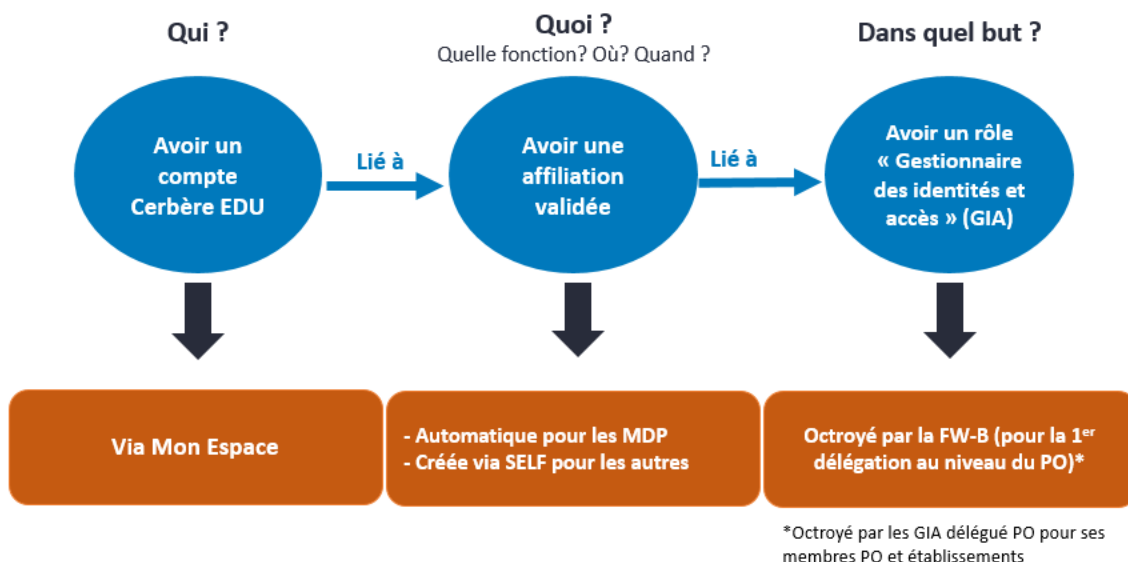 Qui ?
Quoi ?
Quelle fonction? Où? Quand ?
Dans quel but ?
Avoir un
compte
Cerbère EDU
Lié à
Avoir une
affiliation
validée
Lié à
Avoir un rôle
« Gestionnaire
des identités et
accès » (GIA)
Via Mon Espace
- Automatique pour les MDP
- Créée via SELF pour les autres
Octroyé par la FW-B (pour la 1er
délégation au niveau du PO)*
*Octroyé par les GIA délégué PO pour ses
membres PO et établissements